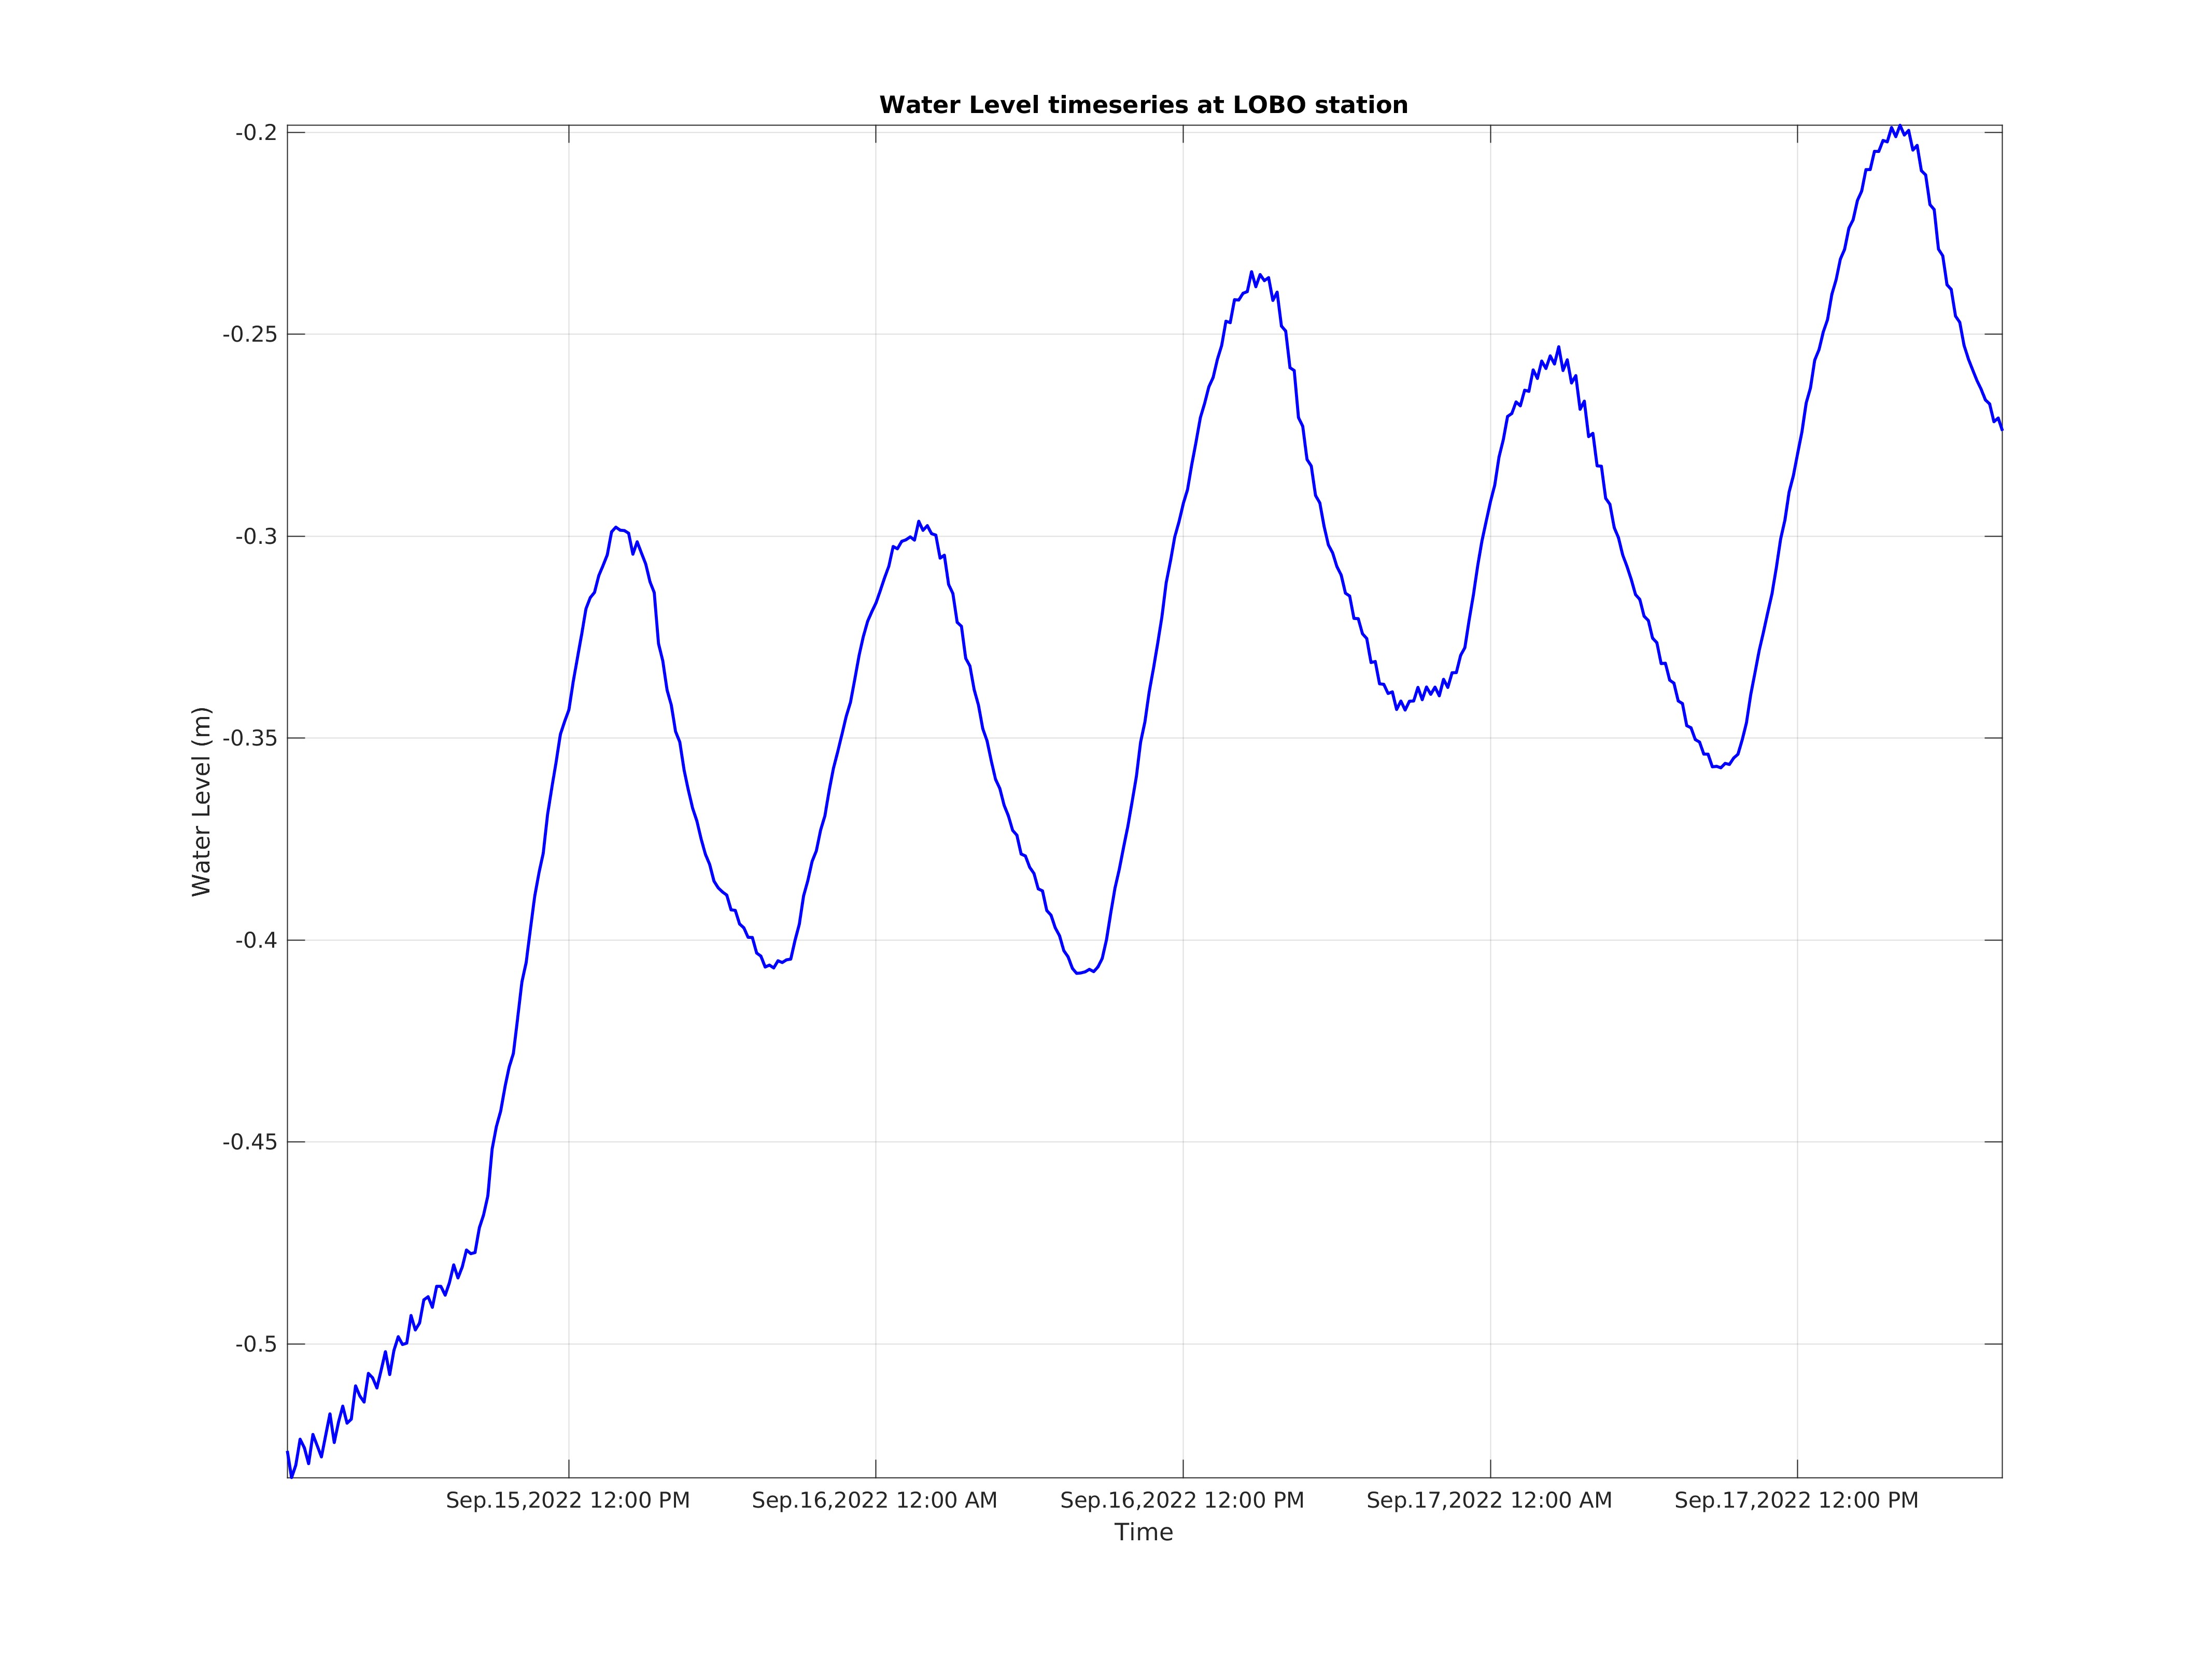 Water Level timeseries at LOBO station
-0.2
-0.25
-0.3
-0.35
-0.4
-0.45
-0.5
Water Level (m)
Sep.15,2022 12:00 PM
Sep.16,2022 12:00 AM
Sep.16,2022 12:00 PM
Sep.17,2022 12:00 AM
Sep.17,2022 12:00 PM
Time